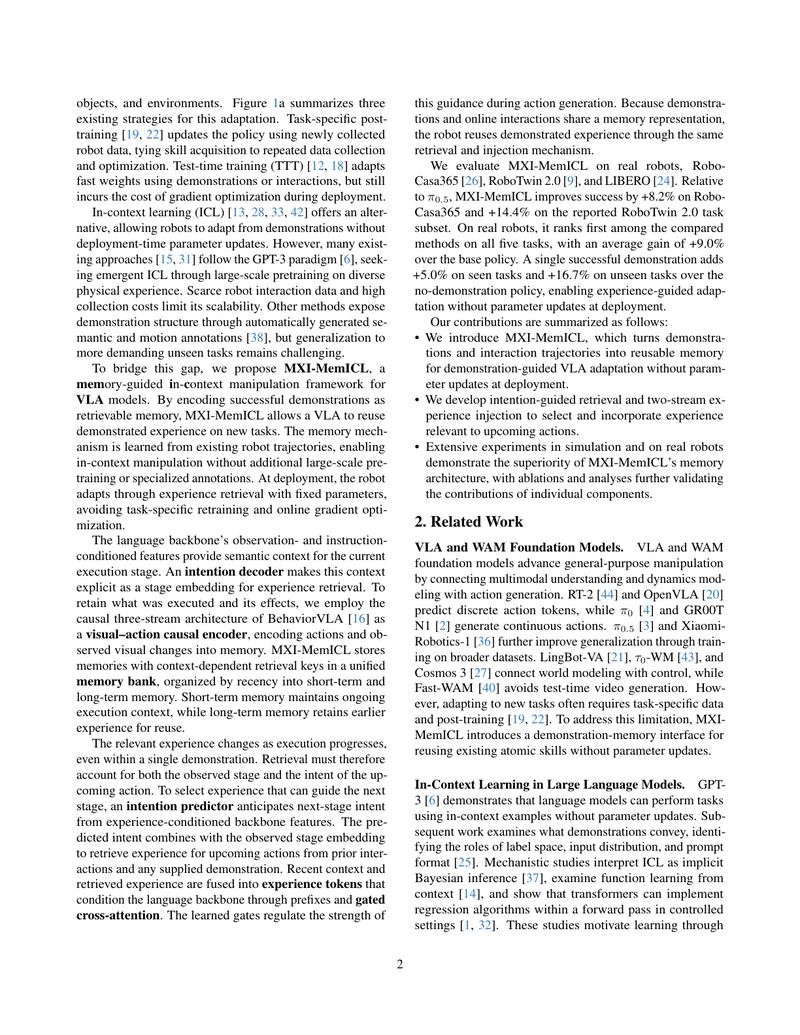 objects, and environments. Figure 1a summarizes three
existing strategies for this adaptation. Task-specific post-
training [19, 22] updates the policy using newly collected
robot data, tying skill acquisition to repeated data collection
and optimization. Test-time training (TTT) [12, 18] adapts
fast weights using demonstrations or interactions, but still
incurs the cost of gradient optimization during deployment.
In-context learning (ICL) [13, 28, 33, 42] offers an alter-
native, allowing robots to adapt from demonstrations without
deployment-time parameter updates. However, many exist-
ing approaches [15, 31] follow the GPT-3 paradigm [6], seek-
ing emergent ICL through large-scale pretraining on diverse
physical experience. Scarce robot interaction data and high
collection costs limit its scalability. Other methods expose
demonstration structure through automatically generated se-
mantic and motion annotations [38], but generalization to
more demanding unseen tasks remains challenging.
To bridge this gap, we propose MXI-MemICL, a
memory-guided in-context manipulation framework for
VLA models. By encoding successful demonstrations as
retrievable memory, MXI-MemICL allows a VLA to reuse
demonstrated experience on new tasks. The memory mech-
anism is learned from existing robot trajectories, enabling
in-context manipulation without additional large-scale pre-
training or specialized annotations. At deployment, the robot
adapts through experience retrieval with fixed parameters,
avoiding task-specific retraining and online gradient opti-
mization.
The language backbone's observation- and instruction-
conditioned features provide semantic context for the current
execution stage. An intention decoder makes this context
explicit as a stage embedding for experience retrieval. To
retain what was executed and its effects, we employ the
causal three-stream architecture of BehaviorVLA [16] as
a visual–action causal encoder, encoding actions and ob-
served visual changes into memory. MXI-MemICL stores
memories with context-dependent retrieval keys in a unified
memory bank, organized by recency into short-term and
long-term memory. Short-term memory maintains ongoing
execution context, while long-term memory retains earlier
experience for reuse.
The relevant experience changes as execution progresses,
even within a single demonstration. Retrieval must therefore
account for both the observed stage and the intent of the up-
coming action. To select experience that can guide the next
stage, an intention predictor anticipates next-stage intent
from experience-conditioned backbone features. The pre-
dicted intent combines with the observed stage embedding
to retrieve experience for upcoming actions from prior inter-
actions and any supplied demonstration. Recent context and
retrieved experience are fused into experience tokens that
condition the language backbone through prefixes and gated
cross-attention. The learned gates regulate the strength of
this guidance during action generation. Because demonstra-
tions and online interactions share a memory representation,
the robot reuses demonstrated experience through the same
retrieval and injection mechanism.
We evaluate MXI-MemICL on real robots, Robo-
Casa365 [26], RoboTwin 2.0 [9], and LIBERO [24]. Relative
to π0.5, MXI-MemICL improves success by +8.2% on Robo-
Casa365 and +14.4% on the reported RoboTwin 2.0 task
subset. On real robots, it ranks first among the compared
methods on all five tasks, with an average gain of +9.0%
over the base policy. A single successful demonstration adds
+5.0% on seen tasks and +16.7% on unseen tasks over the
no-demonstration policy, enabling experience-guided adap-
tation without parameter updates at deployment.
Our contributions are summarized as follows:
• We introduce MXI-MemICL, which turns demonstra-
tions and interaction trajectories into reusable memory
for demonstration-guided VLA adaptation without param-
eter updates at deployment.
• We develop intention-guided retrieval and two-stream ex-
perience injection to select and incorporate experience
relevant to upcoming actions.
• Extensive experiments in simulation and on real robots
demonstrate the superiority of MXI-MemICL's memory
architecture, with ablations and analyses further validating
the contributions of individual components.
2. Related Work
VLA and WAM Foundation Models. VLA and WAM
foundation models advance general-purpose manipulation
by connecting multimodal understanding and dynamics mod-
eling with action generation. RT-2 [44] and OpenVLA [20]
predict discrete action tokens, while π0 [4] and GR00T
N1 [2] generate continuous actions. π0.5 [3] and Xiaomi-
Robotics-1 [36] further improve generalization through train-
ing on broader datasets. LingBot-VA [21], τ0-WM [43], and
Cosmos 3 [27] connect world modeling with control, while
Fast-WAM [40] avoids test-time video generation. How-
ever, adapting to new tasks often requires task-specific data
and post-training [19, 22]. To address this limitation, MXI-
MemICL introduces a demonstration-memory interface for
reusing existing atomic skills without parameter updates.
In-Context Learning in Large Language Models. GPT-
3 [6] demonstrates that language models can perform tasks
using in-context examples without parameter updates. Sub-
sequent work examines what demonstrations convey, identi-
fying the roles of label space, input distribution, and prompt
format [25]. Mechanistic studies interpret ICL as implicit
Bayesian inference [37], examine function learning from
context [14], and show that transformers can implement
regression algorithms within a forward pass in controlled
settings [1, 32]. These studies motivate learning through
2